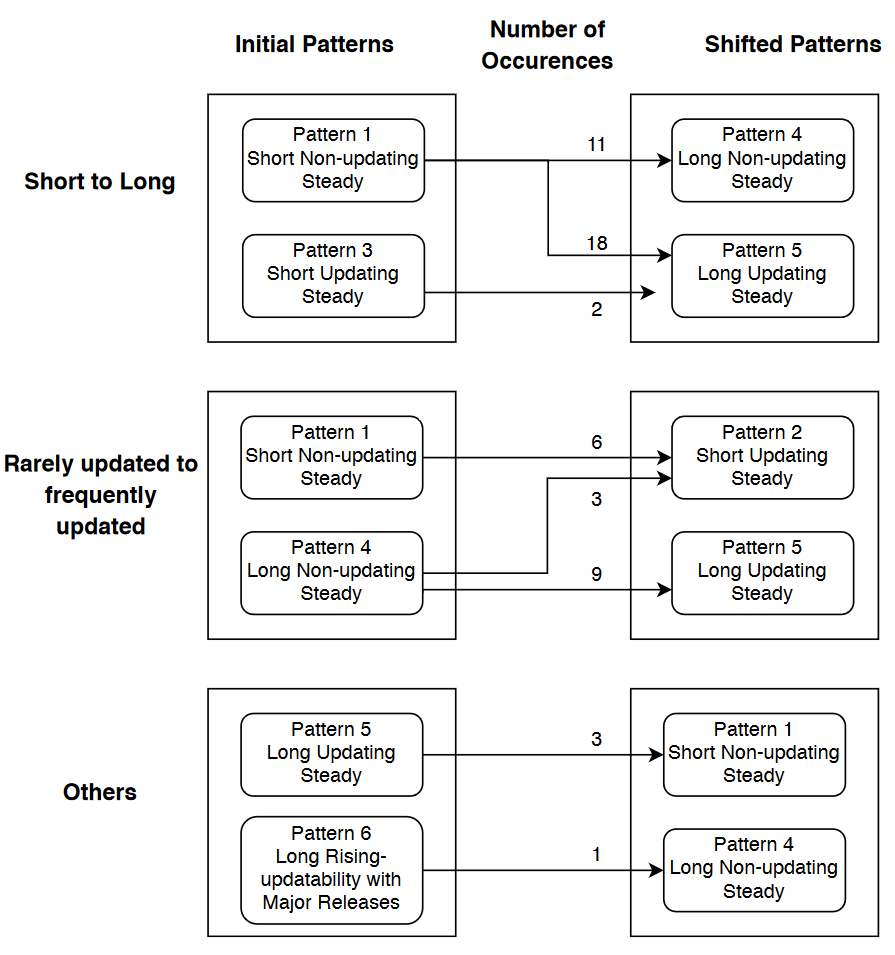 Initial Patterns
Number of
Occurences
Shifted Patterns
Short to Long
Pattern 1
Short Non-updating
Steady
11
Pattern 4
Long Non-updating
Steady
Pattern 3
Short Updating
Steady
18
2
Pattern 5
Long Updating
Steady
Rarely updated to
frequently
updated
Pattern 1
Short Non-updating
Steady
6
Pattern 2
Short Updating
Steady
3
Pattern 4
Long Non-updating
Steady
9
Pattern 5
Long Updating
Steady
Others
Pattern 5
Long Updating
Steady
3
Pattern 1
Short Non-updating
Steady
Pattern 6
Long Rising-
updatability with
Major Releases
1
Pattern 4
Long Non-updating
Steady